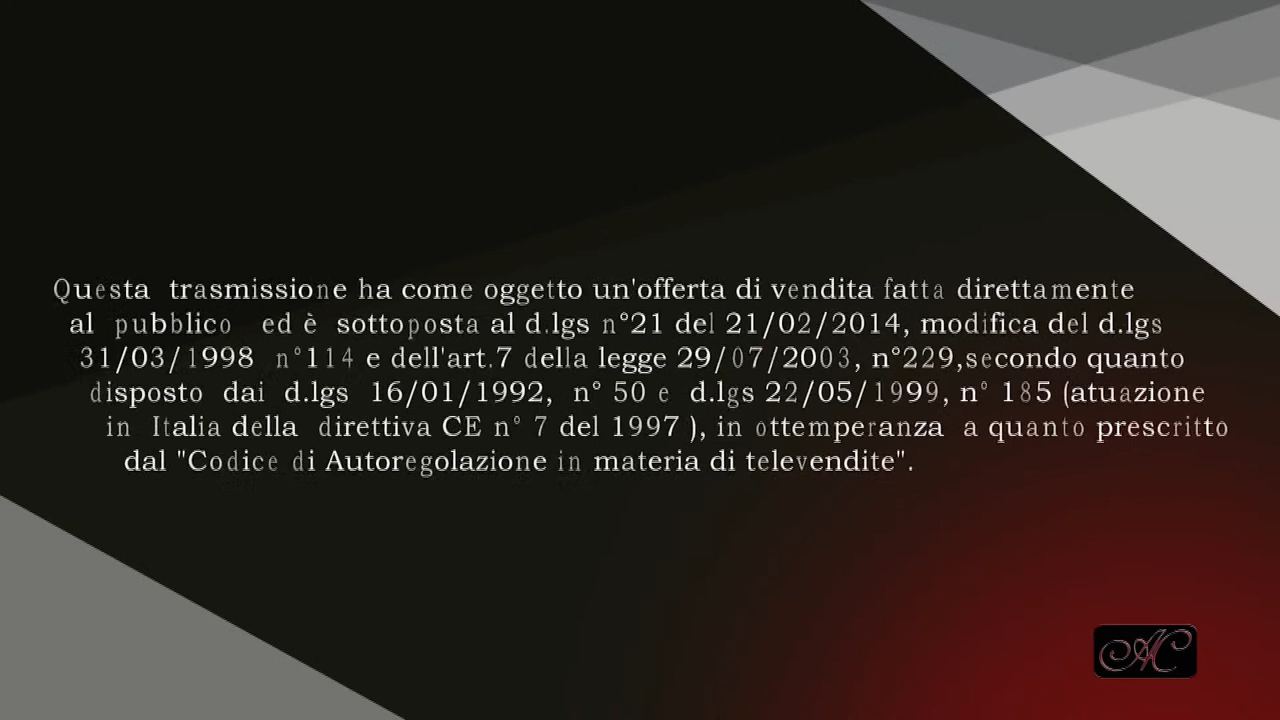 Questa trasmissione ha come oggetto un'offerta di vendita fatta direttamente
al pubblico ed è sottoposta al d.lgs n°21 del 21/02/2014, modifica del d.lgs
31/03/1998 n°114 e dell'art.7 della legge 29/07/2003, n°229,secondo quanto
disposto dai d.lgs 16/01/1992, n° 50 e d.lgs 22/05/1999, n° 185 (atuazione
in Italia della direttiva CE n° 7 del 1997 ), in ottemperanza a quanto prescritto
dal "Codice di Autoregolazione in materia di televendite".
AC